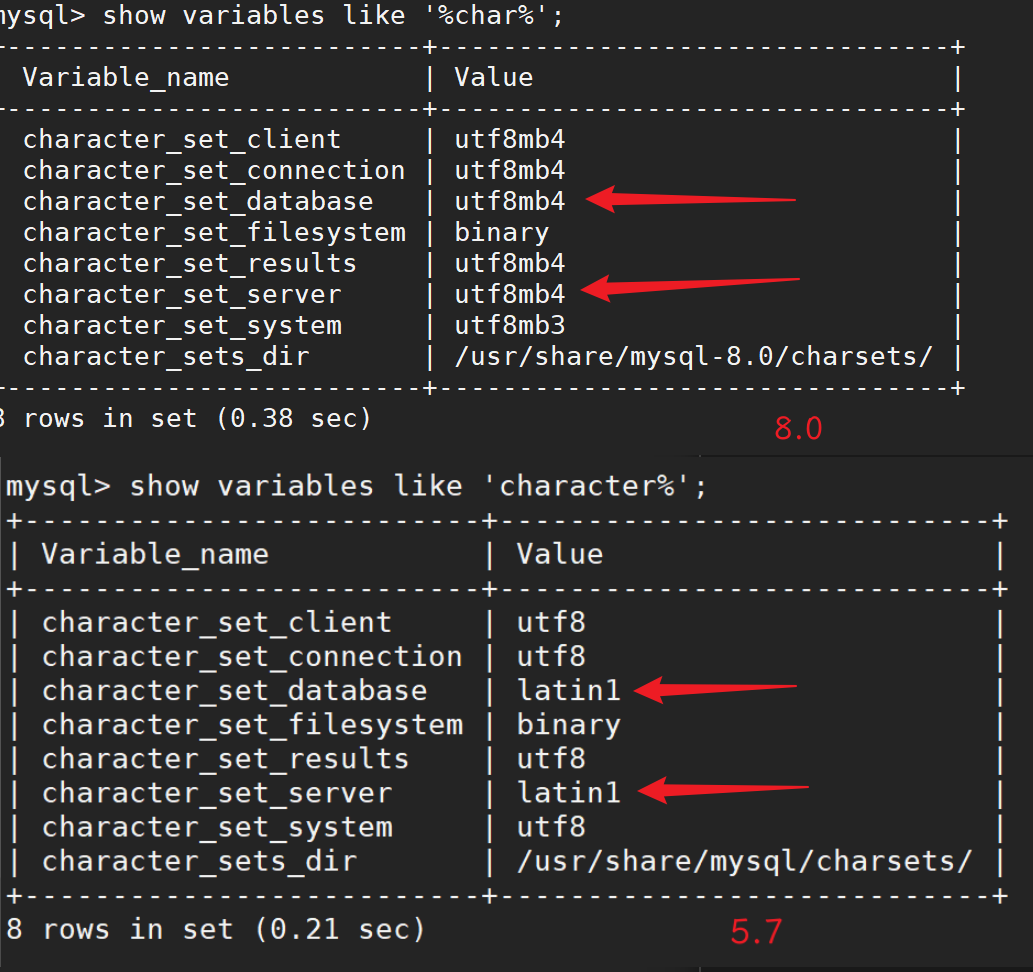 mysql> show variables like '%char%';
--------------------------+--------------------------------+
Variable_name | Value |
--------------------------+--------------------------------+
character_set_client | utf8mb4 |
character_set_connection | utf8mb4 |
character_set_database | utf8mb4 |
character_set_filesystem | binary |
character_set_results | utf8mb4 |
character_set_server | utf8mb4 |
character_set_system | utf8mb3 |
character_sets_dir | /usr/share/mysql-8.0/charsets/ |
--------------------------+--------------------------------+
8 rows in set (0.38 sec)
8.0
mysql> show variables like 'character%';
+--------------------------+----------------------------+
| Variable_name | Value |
+--------------------------+----------------------------+
| character_set_client | utf8 |
| character_set_connection | utf8 |
| character_set_database | latin1 |
| character_set_filesystem | binary |
| character_set_results | utf8 |
| character_set_server | latin1 |
| character_set_system | utf8 |
| character_sets_dir | /usr/share/mysql/charsets/ |
+--------------------------+----------------------------+
8 rows in set (0.21 sec)
5.7